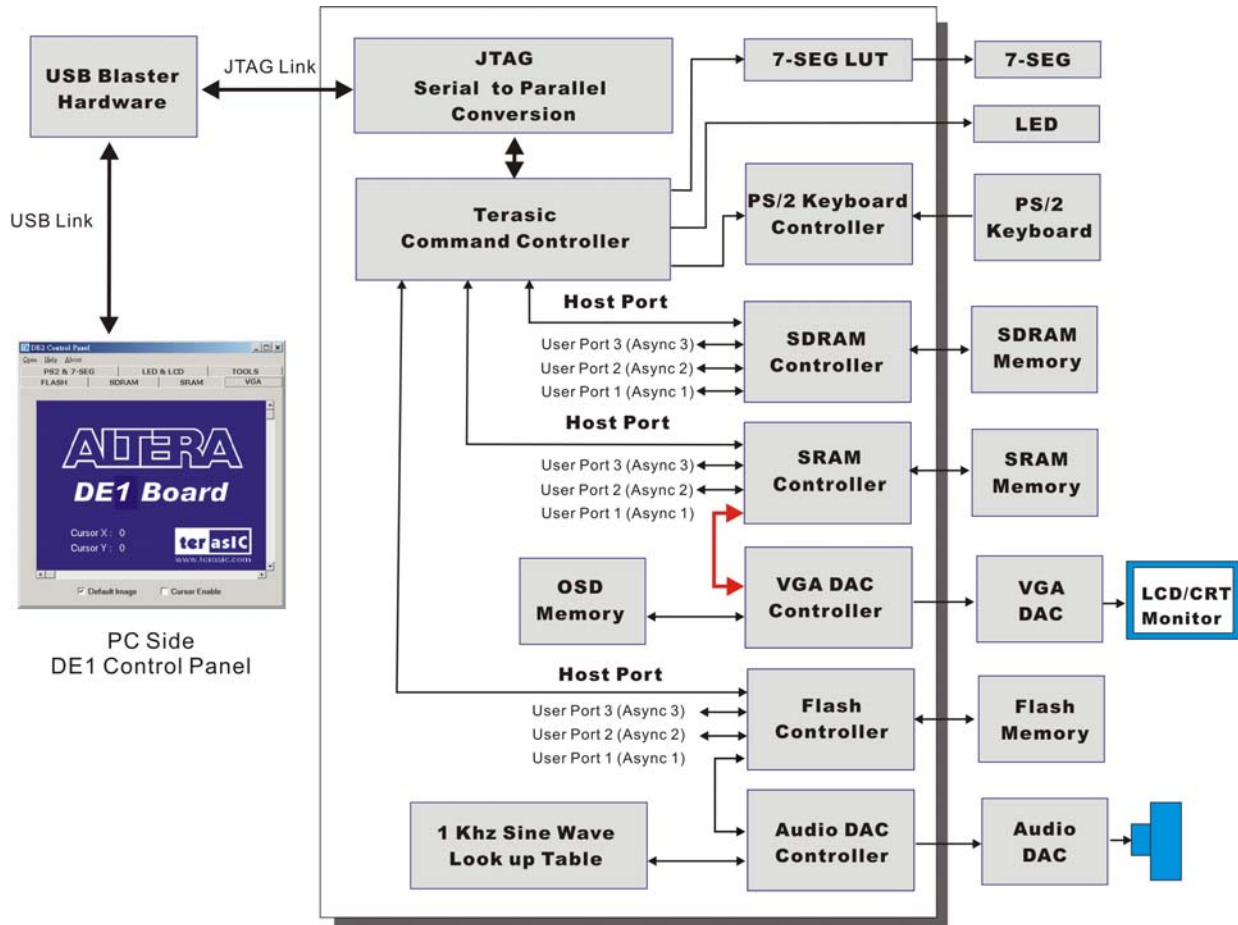 USB Blaster
Hardware
JTAG Link
JTAG
Serial to Parallel
Conversion
7-SEG LUT
7-SEG
LED
USB Link
Terasic
Command Controller
PS/2 Keyboard
Controller
PS/2
Keyboard
Host Port
User Port 3 (Async 3)
User Port 2 (Async 2)
User Port 1 (Async 1)
SDRAM
Controller
SDRAM
Memory
DE2 Control Panel
Open Help About
PS2 & 7-SEG LED & LCD TOOLS
FLASH SDRAM SRAM VGA
ALTERA
DE1 Board
Cursor X : 0
Cursor Y : 0
terasIC
www.terasic.com
Default Image Cursor Enable
PC Side
DE1 Control Panel
Host Port
User Port 3 (Async 3)
User Port 2 (Async 2)
User Port 1 (Async 1)
SRAM
Controller
SRAM
Memory
OSD
Memory
VGA DAC
Controller
VGA
DAC
LCD/CRT
Monitor
Host Port
User Port 3 (Async 3)
User Port 2 (Async 2)
User Port 1 (Async 1)
Flash
Controller
Flash
Memory
1 Khz Sine Wave
Look up Table
Audio DAC
Controller
Audio
DAC